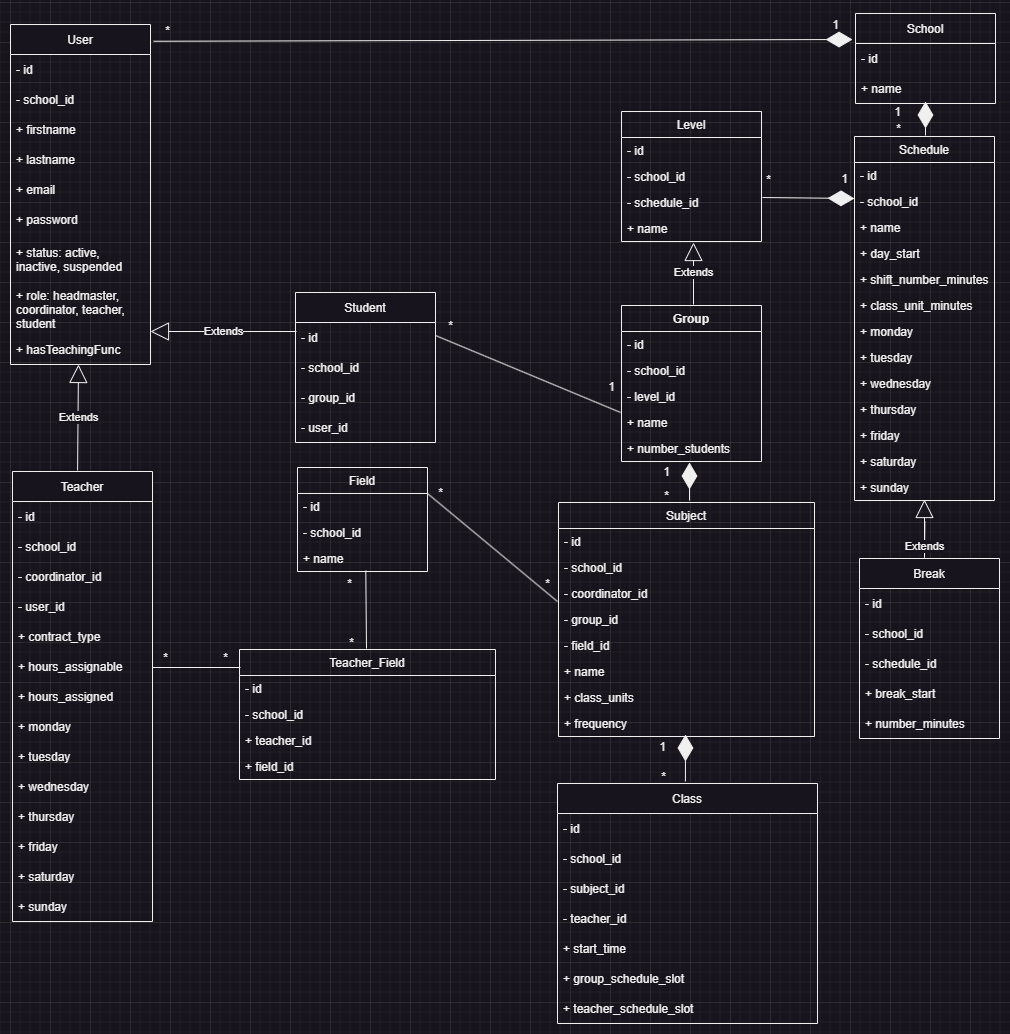 User
- id
- school_id
+ firstname
+ lastname
+ email
+ password
+ status: active,
inactive, suspended
+ role: headmaster,
coordinator, teacher,
student
+ hasTeachingFunc
*
1
School
- id
+ name
1
*
Level
- id
- school_id
- schedule_id
+ name
*
1
Schedule
- id
- school_id
+ name
+ day_start
+ shift_number_minutes
+ class_unit_minutes
+ monday
+ tuesday
+ wednesday
+ thursday
+ friday
+ saturday
+ sunday
Extends
Extends
Student
- id
- school_id
- group_id
- user_id
*
1
Group
- id
- school_id
- level_id
+ name
+ number_students
Extends
Teacher
- id
- school_id
- coordinator_id
- user_id
+ contract_type
+ hours_assignable
+ hours_assigned
+ monday
+ tuesday
+ wednesday
+ thursday
+ friday
+ saturday
+ sunday
Field
- id
- school_id
+ name
*
*
1
*
Subject
- id
- school_id
- coordinator_id
- group_id
- field_id
+ name
+ class_units
+ frequency
Extends
Break
- id
- school_id
- schedule_id
+ break_start
+ number_minutes
*
*
*
*
Teacher_Field
- id
- school_id
+ teacher_id
+ field_id
1
*
Class
- id
- school_id
- subject_id
- teacher_id
+ start_time
+ group_schedule_slot
+ teacher_schedule_slot